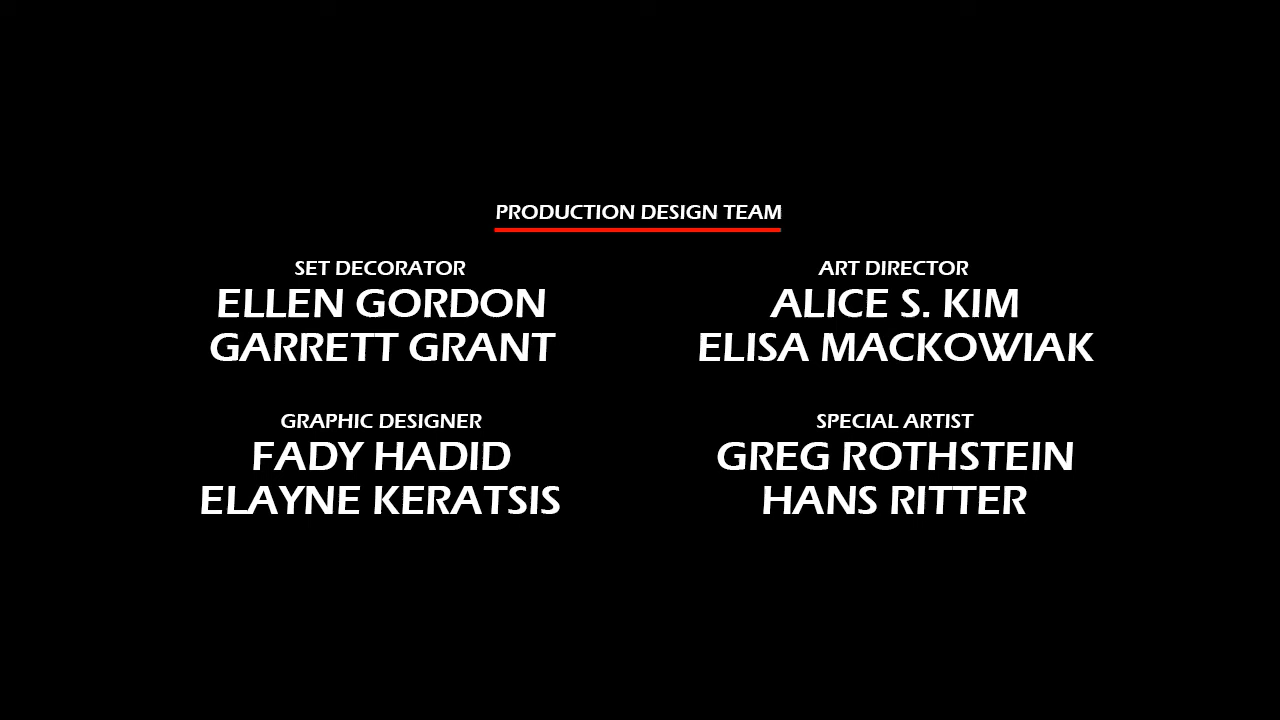 PRODUCTION DESIGN TEAM
SET DECORATOR
ELLEN GORDON
GARRETT GRANT
ART DIRECTOR
ALICE S. KIM
ELISA MACKOWIAK
GRAPHIC DESIGNER
FADY HADID
ELAYNE KERATSIS
SPECIAL ARTIST
GREG ROTHSTEIN
HANS RITTER